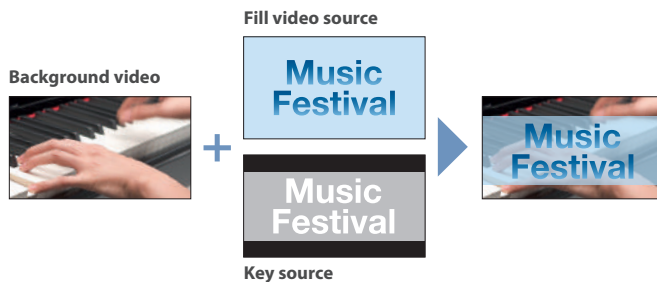 Fill video source
Background video
Music
Festival
Music
Festival
Key source
Music
Festival